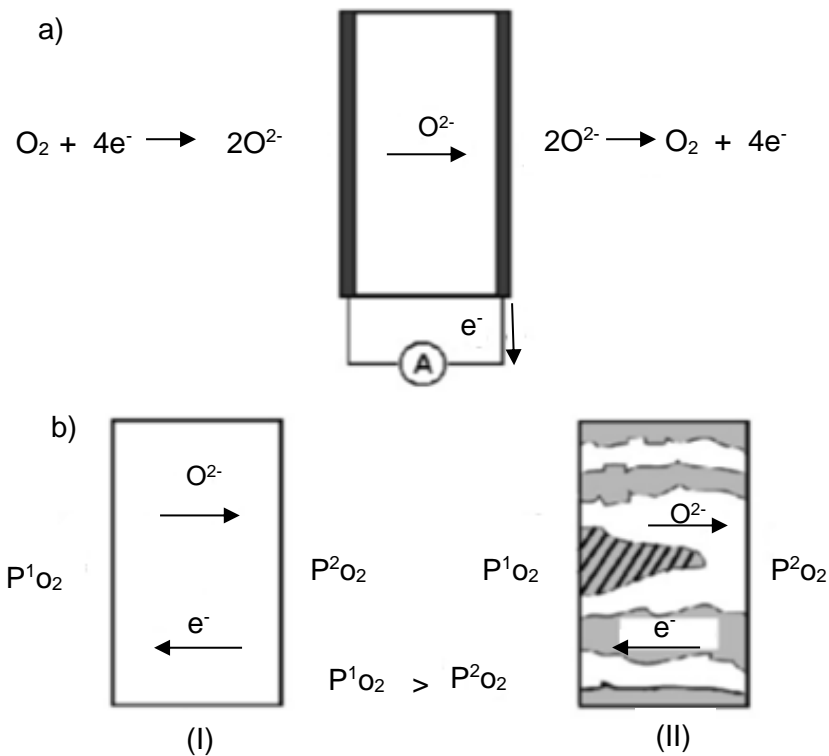 a)
O²⁻
O₂ + 4e⁻ → 2O²⁻
2O²⁻ → O₂ + 4e⁻
e⁻
A
b)
O²⁻
O²⁻
P¹o₂
P²o₂
P¹o₂
P²o₂
e⁻
e⁻
P¹o₂ > P²o₂
(I)
(II)